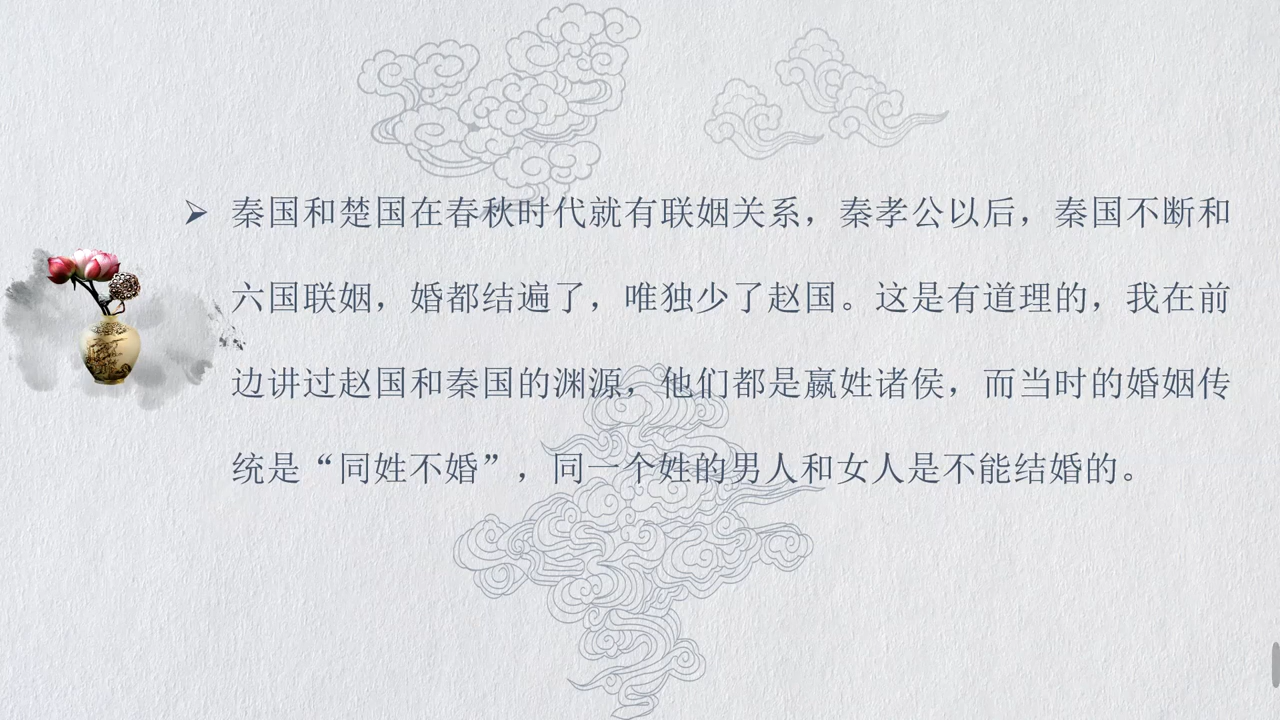 秦国和楚国在春秋时代就有联姻关系，秦孝公以后，秦国不断和
六国联姻，婚都结遍了，唯独少了赵国。这是有道理的，我在前
边讲过赵国和秦国的渊源，他们都是嬴姓诸侯，而当时的婚姻传
统是“同姓不婚”，同一个姓的男人和女人是不能结婚的。